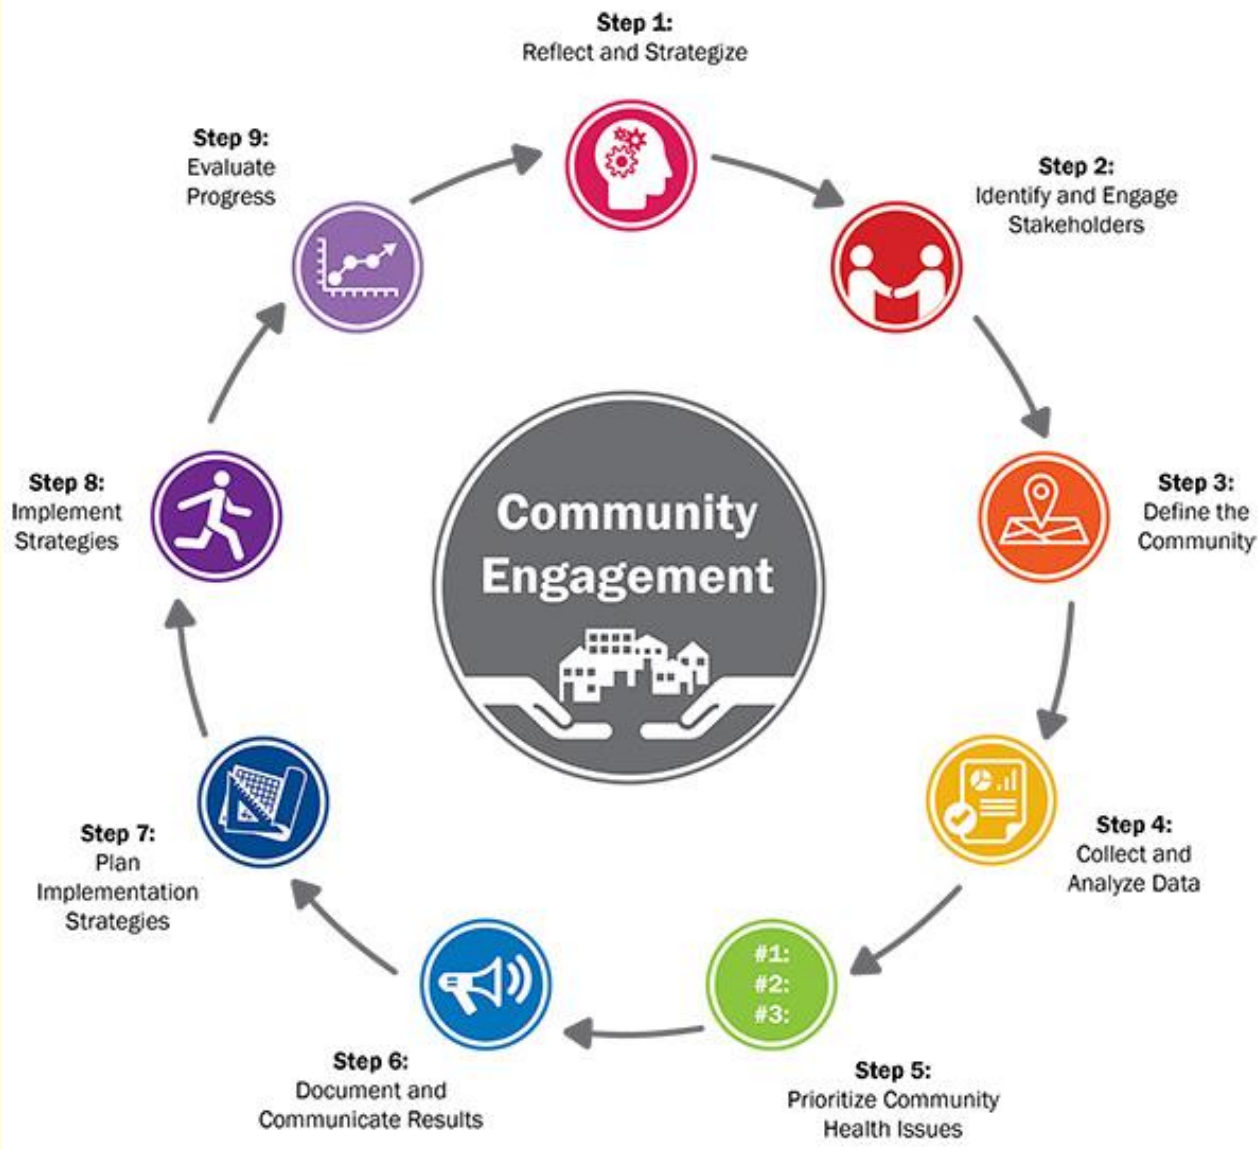 Step 1:
Reflect and Strategize
Step 2:
Identify and Engage
Stakeholders
Step 3:
Define the
Community
Step 4:
Collect and
Analyze Data
#1:
#2:
#3:
Step 5:
Prioritize Community
Health Issues
Step 6:
Document and
Communicate Results
Step 7:
Plan
Implementation
Strategies
Step 8:
Implement
Strategies
Step 9:
Evaluate
Progress
Community
Engagement